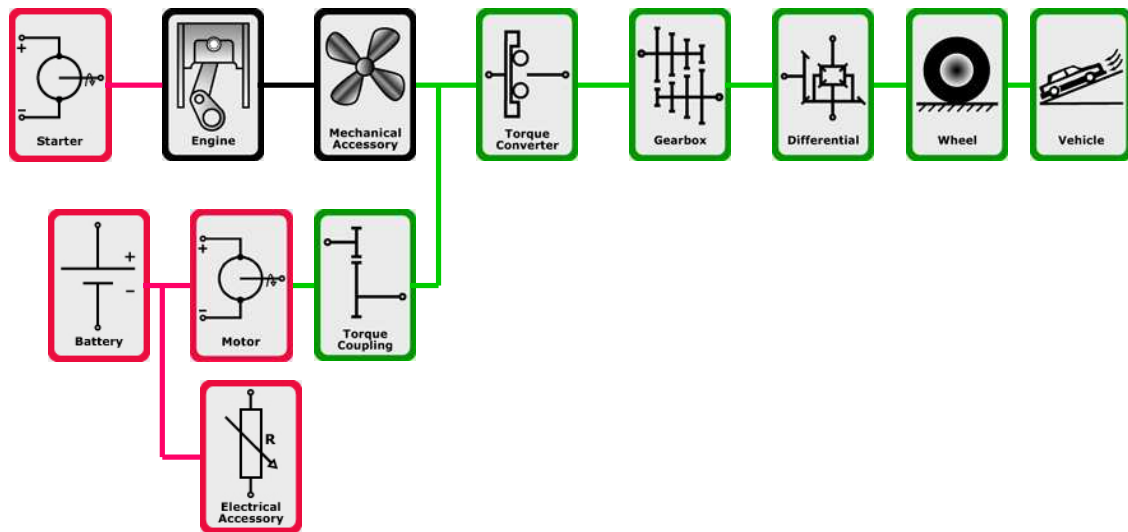 +
−
Starter
Engine
Mechanical
Accessory
Torque
Converter
Gearbox
Differential
Wheel
Vehicle
+
−
Battery
+
−
Motor
Torque
Coupling
R
Electrical
Accessory